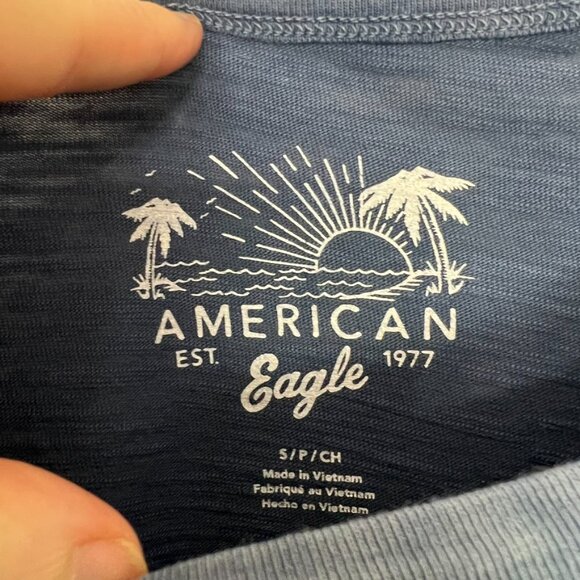 AMERICAN
EST. Eagle 1977
S/P/CH
Made in Vietnam
Fabriqué au Vietnam
Hecho en Vietnam